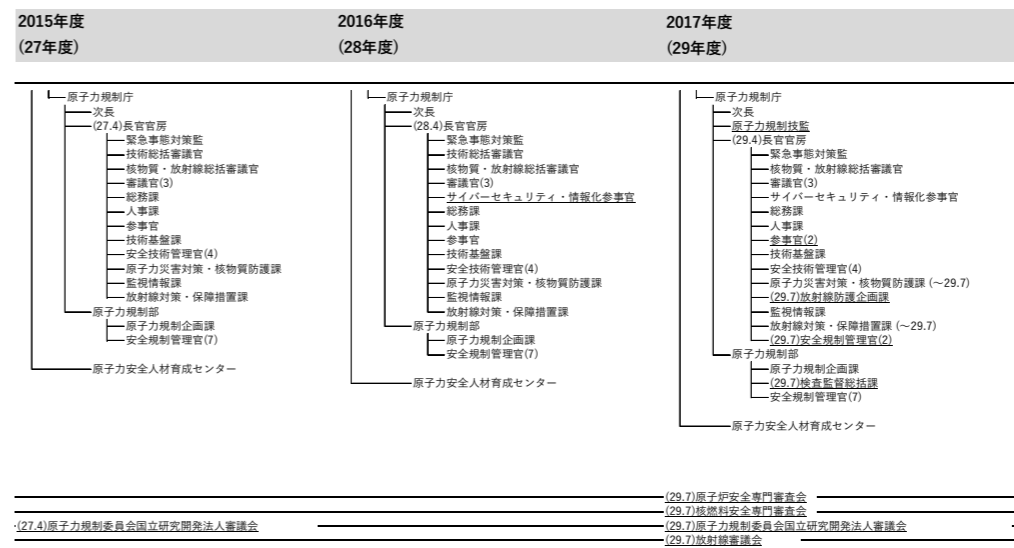 2015年度
(27年度)
2016年度
(28年度)
2017年度
(29年度)
原子力規制庁
次長
(27.4)長官官房
緊急事態対策監
技術総括審議官
核物質・放射線総括審議官
審議官(3)
総務課
人事課
参事官
技術基盤課
安全技術管理官(4)
原子力災害対策・核物質防護課
監視情報課
放射線対策・保障措置課
原子力規制部
原子力規制企画課
安全規制管理官(7)
原子力安全人材育成センター
原子力規制庁
次長
(28.4)長官官房
緊急事態対策監
技術総括審議官
核物質・放射線総括審議官
審議官(3)
サイバーセキュリティ・情報化参事官
総務課
人事課
参事官
技術基盤課
安全技術管理官(4)
原子力災害対策・核物質防護課
監視情報課
放射線対策・保障措置課
原子力規制部
原子力規制企画課
安全規制管理官(7)
原子力安全人材育成センター
原子力規制庁
次長
原子力規制技監
(29.4)長官官房
緊急事態対策監
核物質・放射線総括審議官
審議官(3)
サイバーセキュリティ・情報化参事官
総務課
人事課
参事官(2)
技術基盤課
安全技術管理官(4)
原子力災害対策・核物質防護課 (～29.7)
(29.7)放射線防護企画課
監視情報課
放射線対策・保障措置課 (～29.7)
(29.7)安全規制管理官(2)
原子力規制部
原子力規制企画課
(29.7)検査監督総括課
安全規制管理官(7)
原子力安全人材育成センター
(29.7)原子炉安全専門審査会
(29.7)核燃料安全専門審査会
(27.4)原子力規制委員会国立研究開発法人審議会
(29.7)原子力規制委員会国立研究開発法人審議会
(29.7)放射線審議会